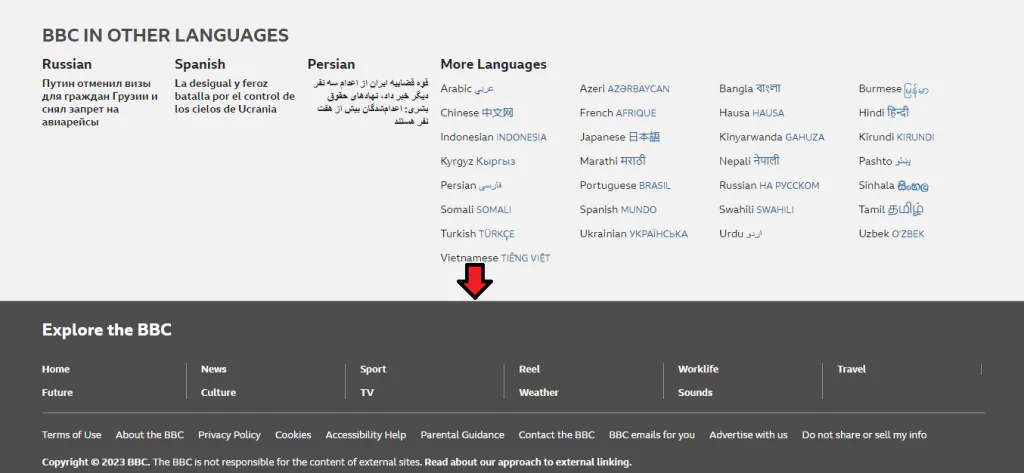 BBC IN OTHER LANGUAGES
Russian
Путин отменил визы
для граждан Грузии и
снял запрет на
авиарейсы
Spanish
La desigual y feroz
batalla por el control de
los cielos de Ucrania
Persian
قوه قضاییه ایران از اعدام سه نفر
دیگر خبر داد، نهادهای حقوق
بشری: اعدام‌شدگان بیش از هفت
نفر هستند
More Languages
Arabic عربي
Azeri AZƏRBAYCAN
Bangla বাংলা
Burmese မြန်မာ
Chinese 中文网
French AFRIQUE
Hausa HAUSA
Hindi हिन्दी
Indonesian INDONESIA
Japanese 日本語
Kinyarwanda GAHUZA
Kirundi KIRUNDI
Kyrgyz Кыргыз
Marathi मराठी
Nepali नेपाली
Pashto پښتو
Persian فارسی
Portuguese BRASIL
Russian НА РУССКОМ
Sinhala සිංහල
Somali SOMALI
Spanish MUNDO
Swahili SWAHILI
Tamil தமிழ்
Turkish TÜRKÇE
Ukrainian УКРАЇНСЬКА
Urdu اردو
Uzbek O'ZBEK
Vietnamese TIẾNG VIỆT
Explore the BBC
Home
News
Sport
Reel
Worklife
Travel
Future
Culture
TV
Weather
Sounds
Terms of Use About the BBC Privacy Policy Cookies Accessibility Help Parental Guidance Contact the BBC BBC emails for you Advertise with us Do not share or sell my info
Copyright © 2023 BBC. The BBC is not responsible for the content of external sites. Read about our approach to external linking.